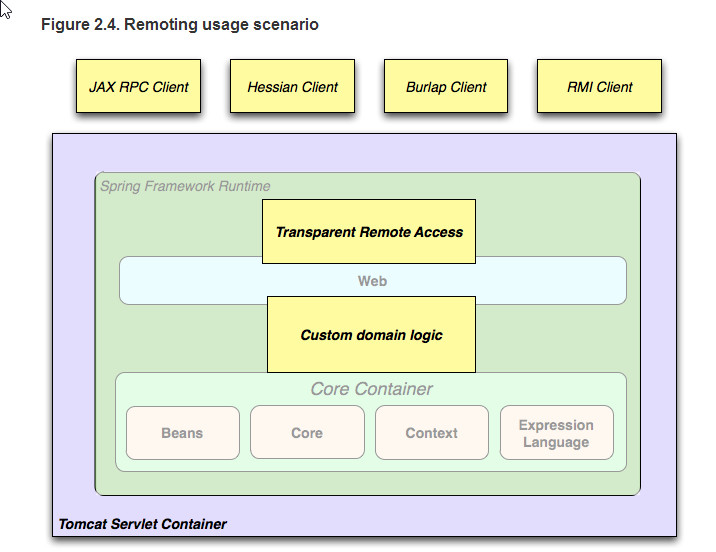 Figure 2.4. Remoting usage scenario
JAX RPC Client
Hessian Client
Burlap Client
RMI Client
Spring Framework Runtime
Transparent Remote Access
Web
Custom domain logic
Core Container
Beans
Core
Context
Expression
Language
Tomcat Servlet Container